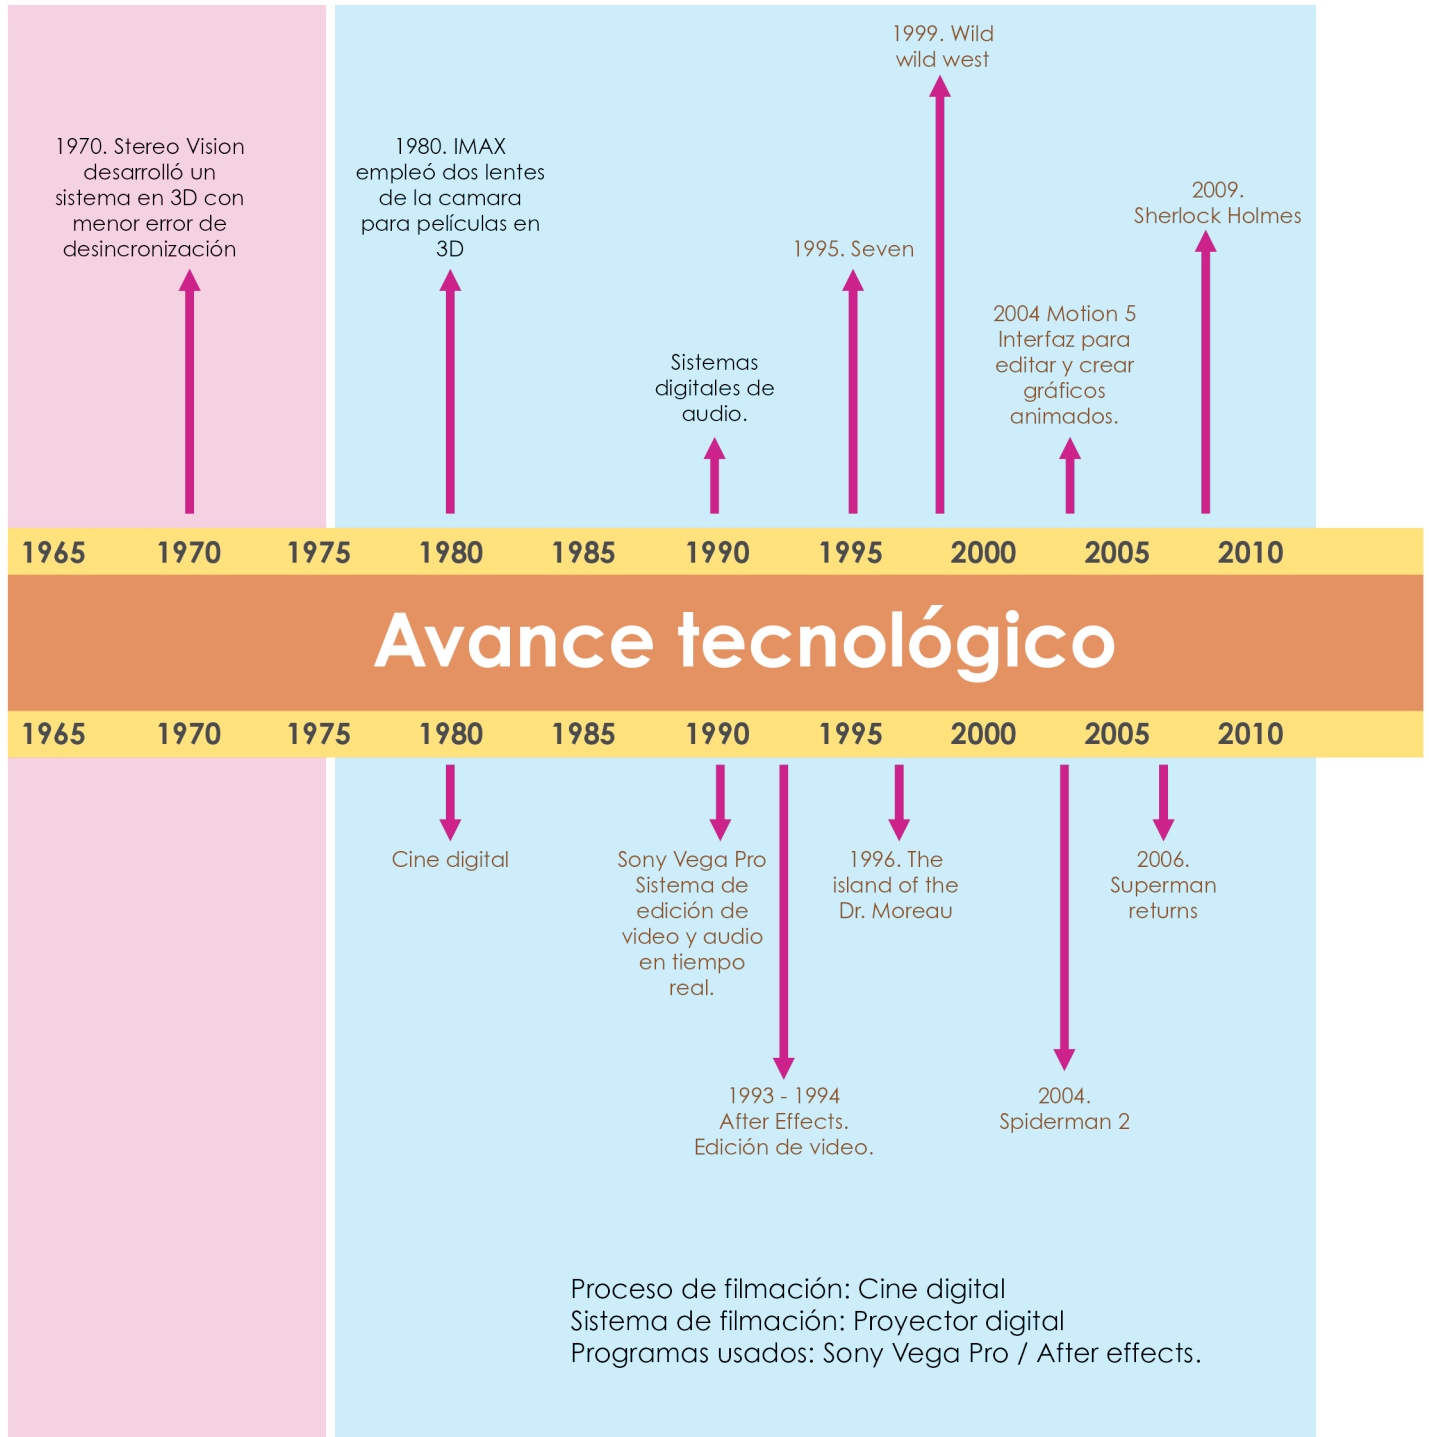 1999. Wild
wild west
1970. Stereo Vision
desarrolló un
sistema en 3D con
menor error de
desincronización
1980. IMAX
empleó dos lentes
de la camara
para películas en
3D
2009.
Sherlock Holmes
1995. Seven
2004 Motion 5
Interfaz para
editar y crear
gráficos
animados.
Sistemas
digitales de
audio.
1965 1970 1975 1980 1985 1990 1995 2000 2005 2010
Avance tecnológico
1965 1970 1975 1980 1985 1990 1995 2000 2005 2010
Cine digital
Sony Vega Pro
Sistema de
edición de
video y audio
en tiempo
real.
1996. The
island of the
Dr. Moreau
2006.
Superman
returns
1993 - 1994
After Effects.
Edición de video.
2004.
Spiderman 2
Proceso de filmación: Cine digital
Sistema de filmación: Proyector digital
Programas usados: Sony Vega Pro / After effects.